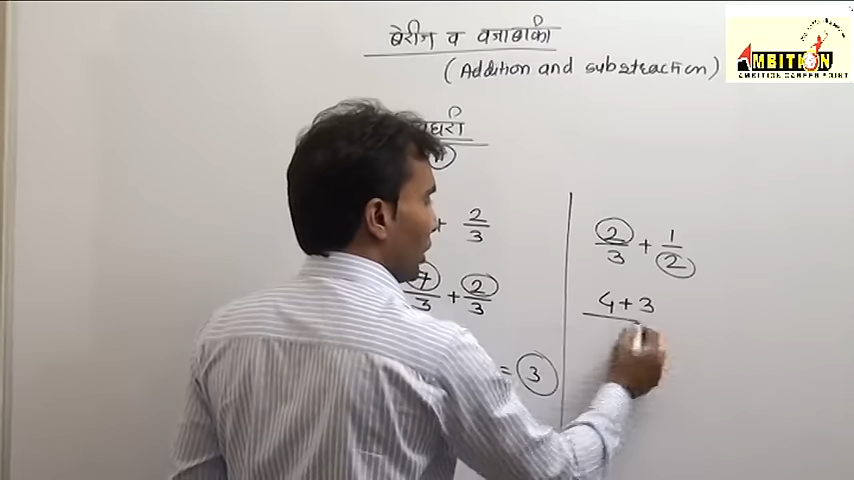 बेरीज व वजाबाकी
(Addition and substraction)
AMBITION
AMBITION CAREER POINT
+ 2/3
2/3 + 1/2
7/3 + 2/3
4+3
= 3